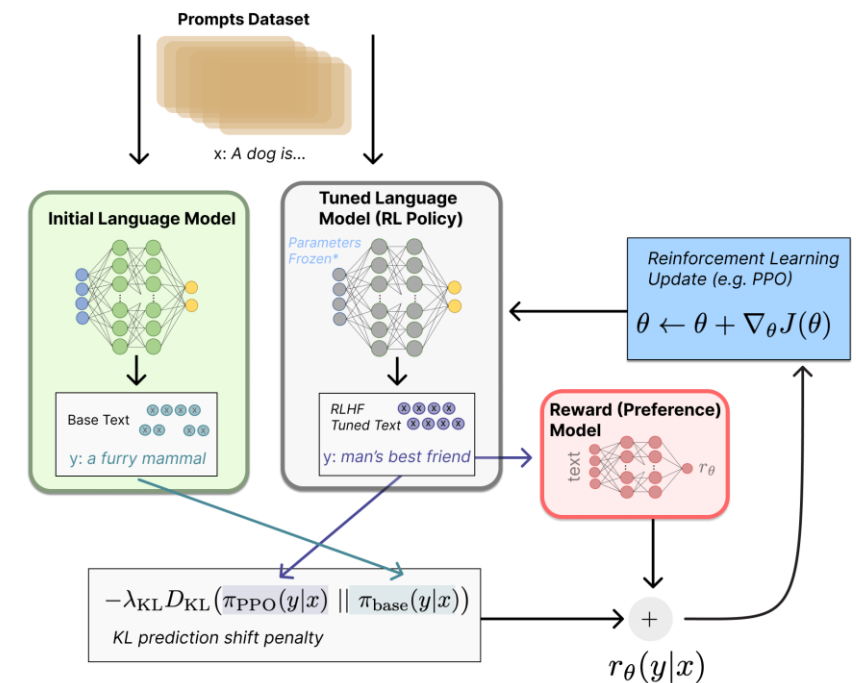 Prompts Dataset
x: A dog is...
Initial Language Model
Tuned Language
Model (RL Policy)
Parameters
Frozen*
Reinforcement Learning
Update (e.g. PPO)
θ ← θ + ∇θJ(θ)
Base Text
x x x x
x x x x
y: a furry mammal
RLHF
Tuned Text
x x x x
x x x x
y: man's best friend
Reward (Preference)
Model
text
rθ
−λKL DKL(πPPO(y|x) || πbase(y|x))
KL prediction shift penalty
+
rθ(y|x)